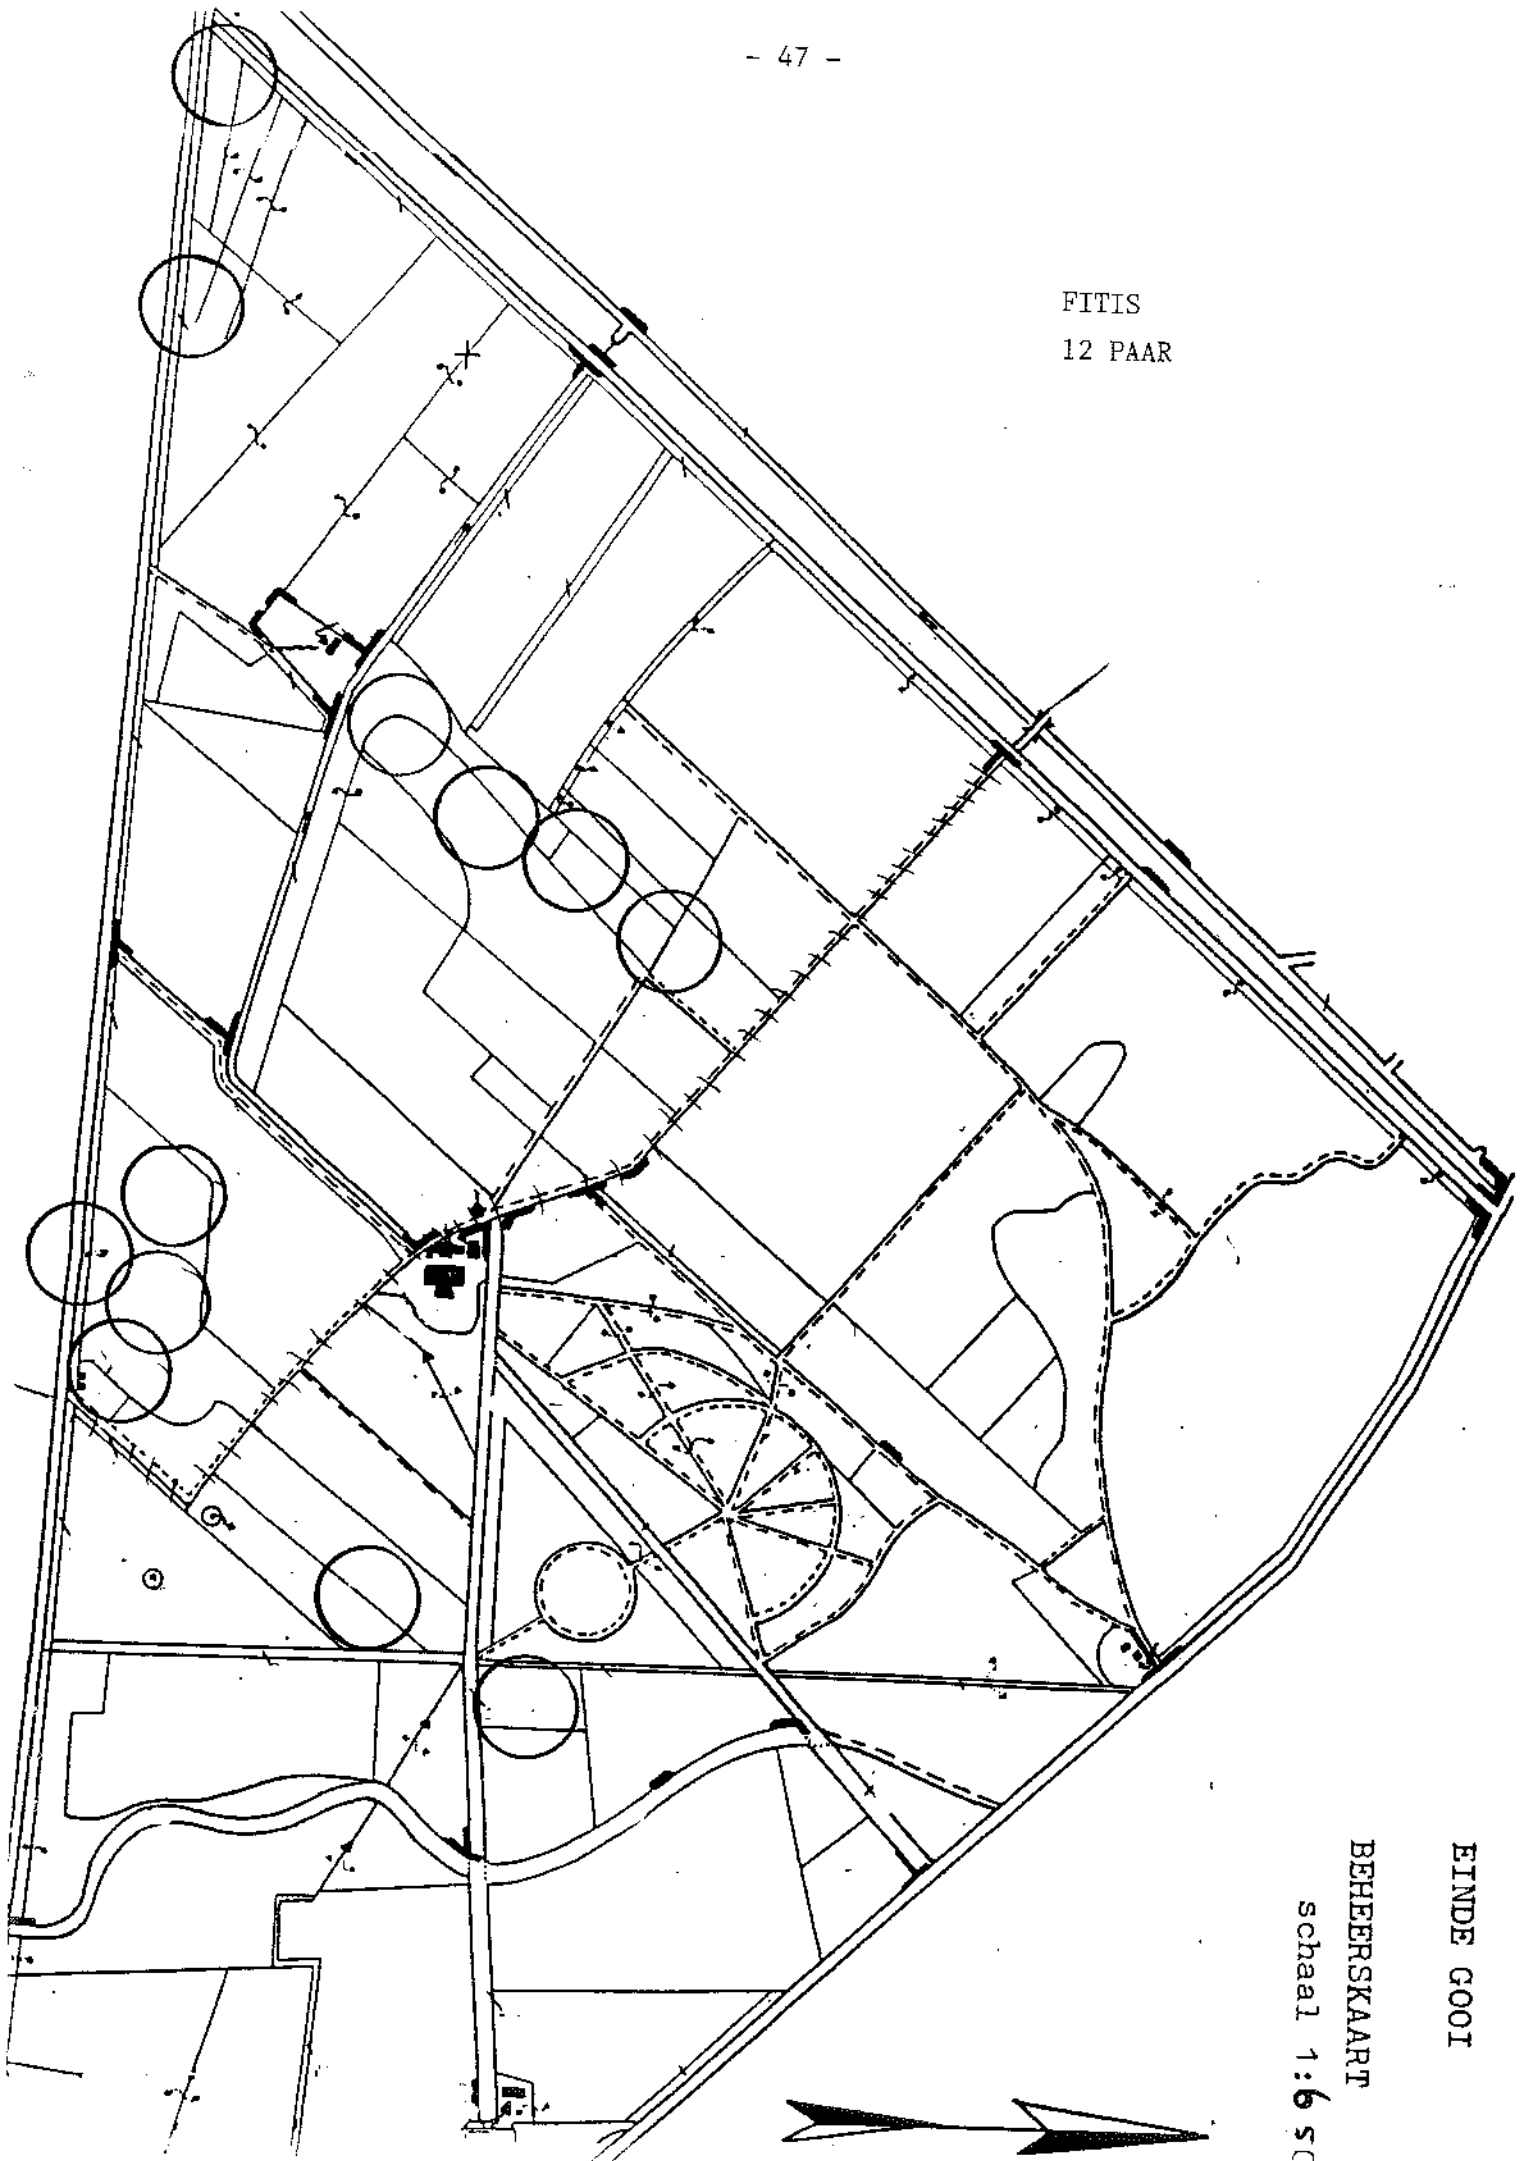 - 47 -
FITIS
12 PAAR
EINDE GOOI
BEHEERSKAART
schaal 1:6